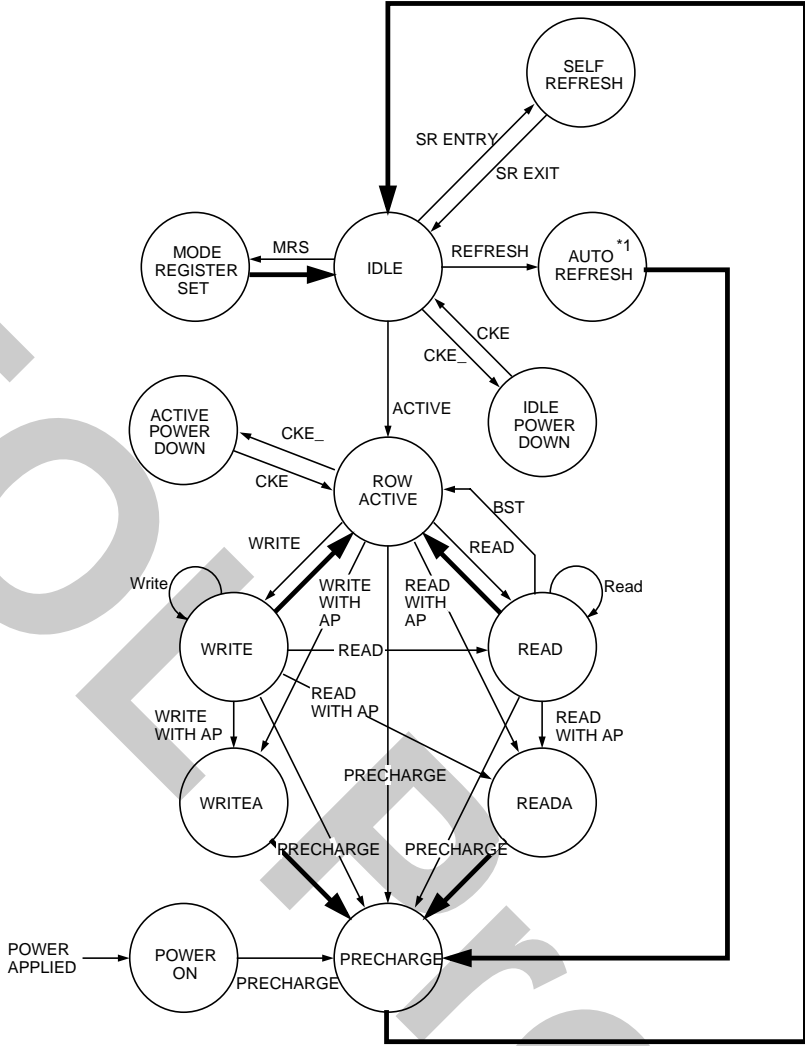 SELF
REFRESH
SR ENTRY
SR EXIT
MODE
REGISTER
SET
MRS
IDLE
REFRESH
AUTO *1
REFRESH
CKE
CKE_
IDLE
POWER
DOWN
ACTIVE
ACTIVE
POWER
DOWN
CKE_
CKE
ROW
ACTIVE
BST
WRITE
READ
Write
WRITE
WITH
AP
READ
WITH
AP
Read
WRITE
READ
READ
READ
WITH AP
WRITE
WITH AP
READ
WITH AP
PRECHARGE
WRITEA
READA
PRECHARGE
PRECHARGE
POWER
APPLIED
POWER
ON
PRECHARGE
PRECHARGE